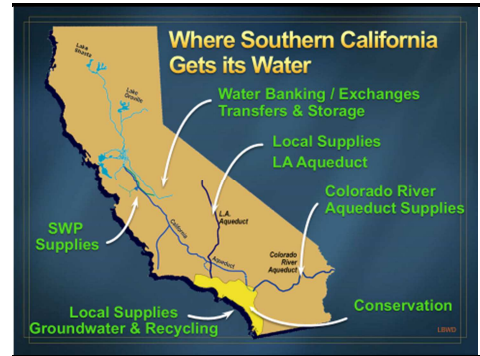 Where Southern California
Gets its Water
Lake
Shasta
Lake
Oroville
Water Banking / Exchanges
Transfers & Storage
Local Supplies
LA Aqueduct
Colorado River
Aqueduct Supplies
SWP
Supplies
L.A.
Aqueduct
California
Aqueduct
Colorado
River
Aqueduct
Conservation
Local Supplies
Groundwater & Recycling
LBWD